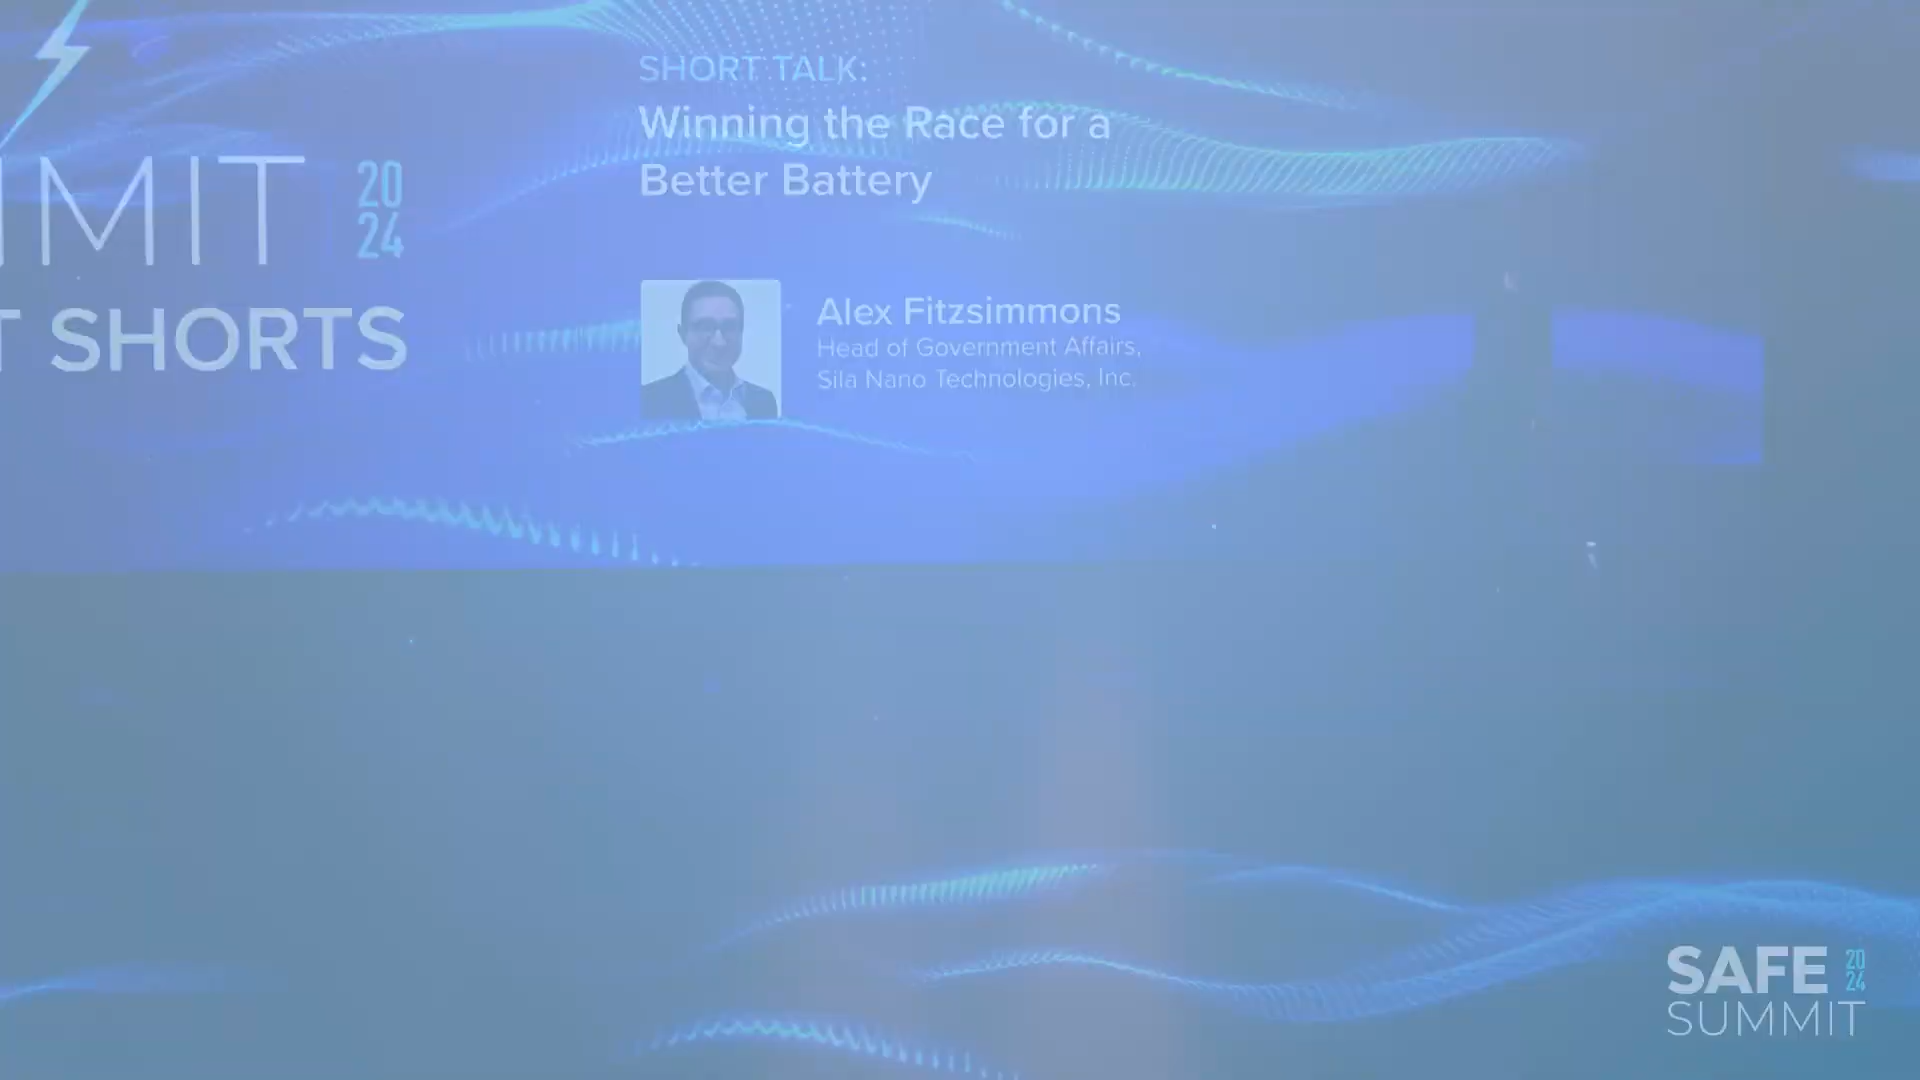 SHORT TALK:
Winning the Race for a
Better Battery
MMIT 20
24
T SHORTS
Alex Fitzsimmons
Head of Government Affairs,
Sila Nano Technologies, Inc.
SAFE 20
24
SUMMIT